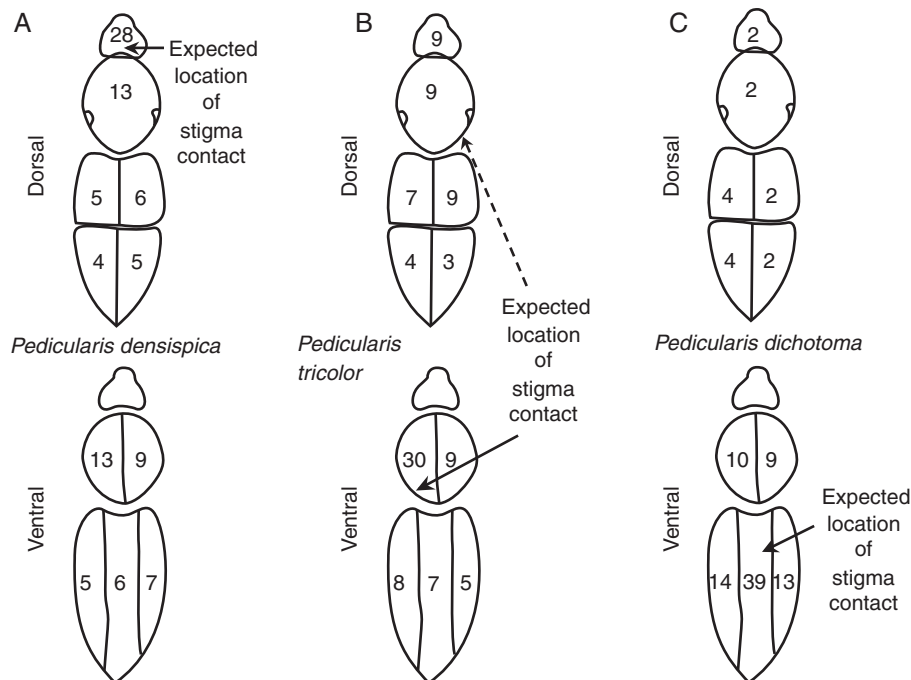 A
28
Expected
location
of
stigma
contact
13
Dorsal
5 6
4 5
Pedicularis densispica
13 9
Ventral
5 6 7
B
9
9
Dorsal
7 9
4 3
Expected
location
of
stigma
contact
Pedicularis
tricolor
30 9
Ventral
8 7 5
C
2
2
Dorsal
4 2
4 2
Pedicularis dichotoma
10 9
Expected
location
of
stigma
contact
Ventral
14 39 13